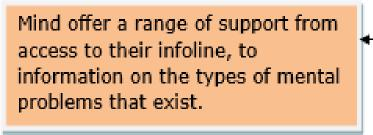 Mind offer a range of support from
access to their infoline, to
information on the types of mental
problems that exist.